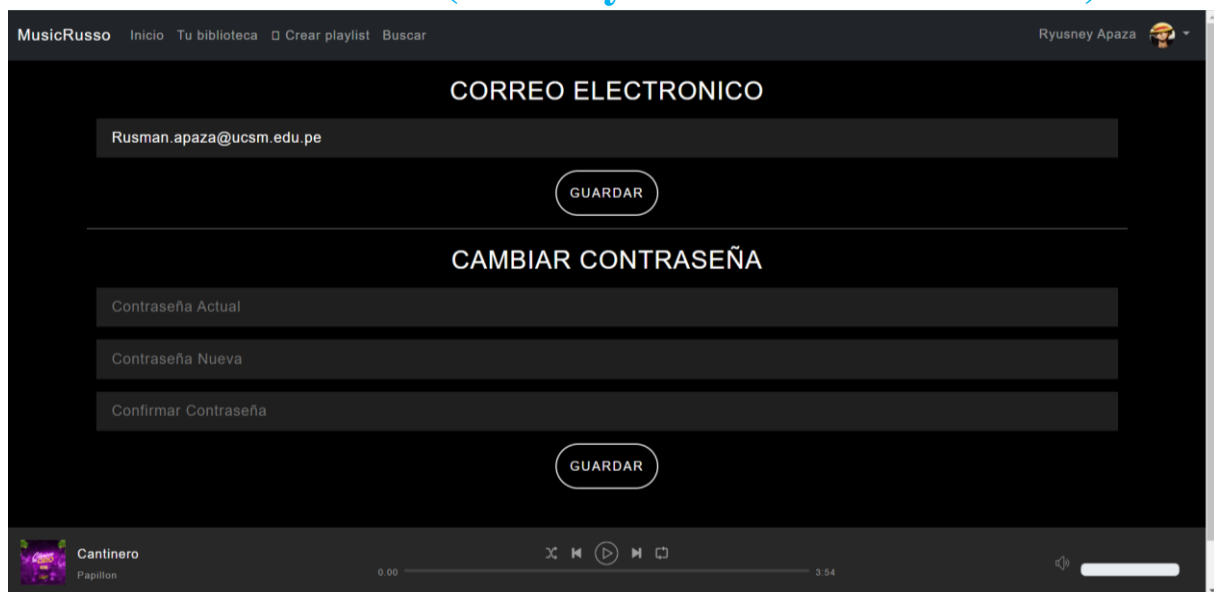 MusicRusso Inicio Tu biblioteca Crear playlist Buscar Ryusney Apaza
CORREO ELECTRONICO
Rusman.apaza@ucsm.edu.pe
GUARDAR
CAMBIAR CONTRASEÑA
Contraseña Actual
Contraseña Nueva
Confirmar Contraseña
GUARDAR
Cantinero
Papillon
0.00 3:54